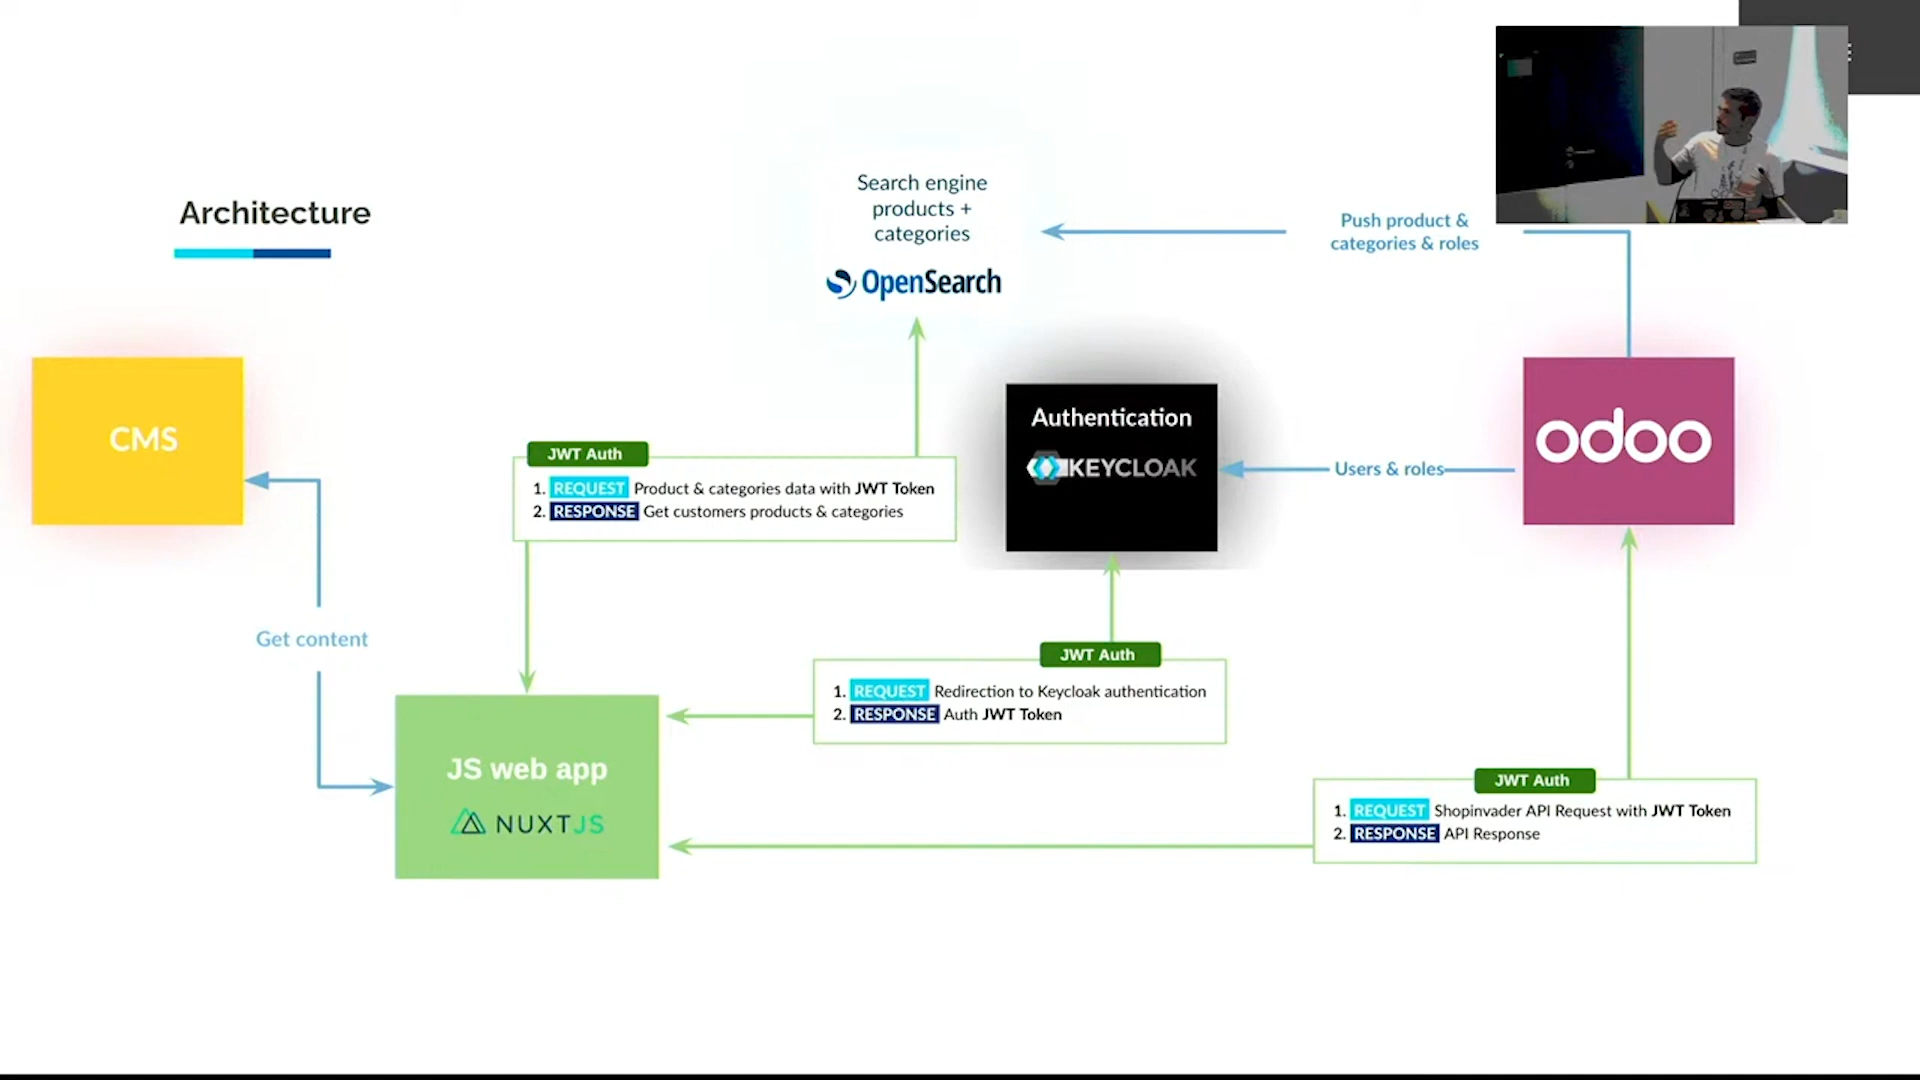 Architecture
Search engine
products +
categories
OpenSearch
Push product &
categories & roles
CMS
Authentication
KEYCLOAK
Users & roles
odoo
JWT Auth
1. REQUEST Product & categories data with JWT Token
2. RESPONSE Get customers products & categories
Get content
JWT Auth
1. REQUEST Redirection to Keycloak authentication
2. RESPONSE Auth JWT Token
JS web app
NUXTJS
JWT Auth
1. REQUEST Shopinvader API Request with JWT Token
2. RESPONSE API Response